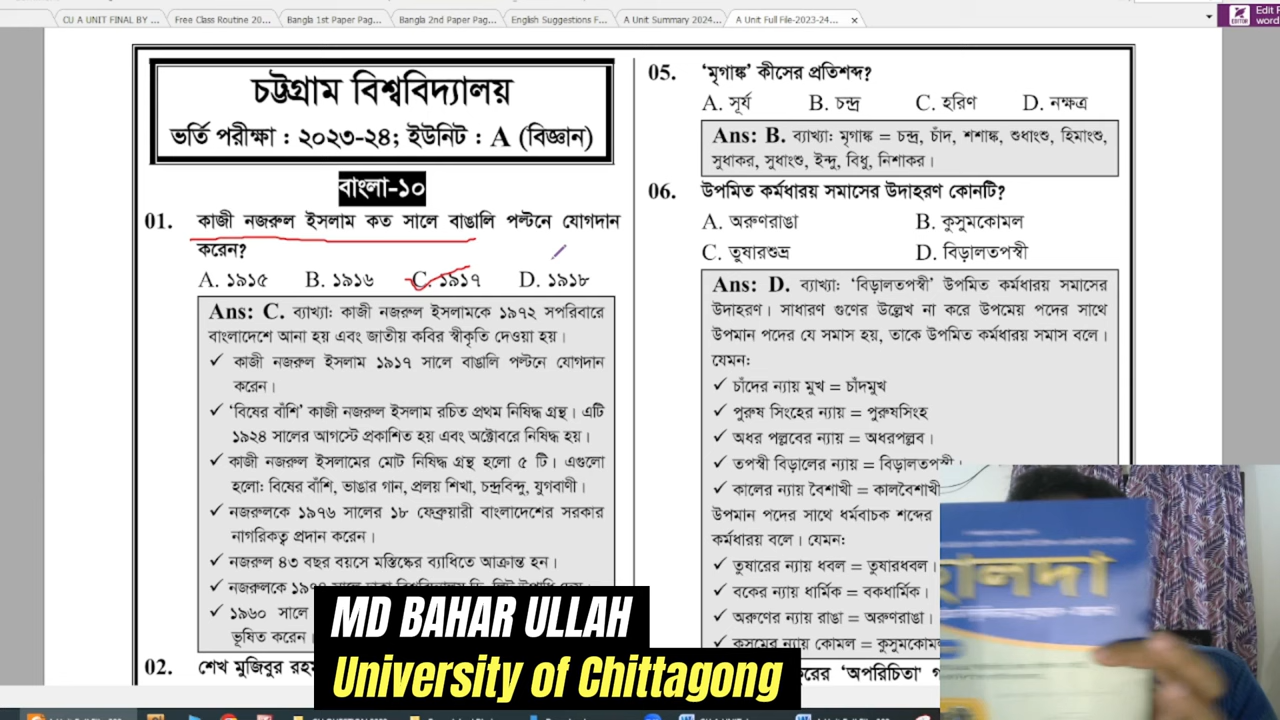 CU A UNIT FINAL BY ...
Free Class Routine 20...
Bangla 1st Paper Pag...
Bangla 2nd Paper Pag...
English Suggestions F...
A Unit Summary 2024...
A Unit Full File-2023-24...
চট্টগ্রাম বিশ্ববিদ্যালয়
ভর্তি পরীক্ষা : ২০২৩-২৪; ইউনিট : A (বিজ্ঞান)
বাংলা-১০
01. কাজী নজরুল ইসলাম কত সালে বাঙালি পল্টনে যোগদান
করেন?
A. ১৯১৫ B. ১৯১৬ C. ১৯১৭ D. ১৯১৮
Ans: C. ব্যাখ্যা: কাজী নজরুল ইসলামকে ১৯৭২ সপরিবারে
বাংলাদেশে আনা হয় এবং জাতীয় কবির স্বীকৃতি দেওয়া হয়।
✓ কাজী নজরুল ইসলাম ১৯১৭ সালে বাঙালি পল্টনে যোগদান
করেন।
✓ ‘বিষের বাঁশি’ কাজী নজরুল ইসলাম রচিত প্রথম নিষিদ্ধ গ্রন্থ। এটি
১৯২৪ সালের আগস্টে প্রকাশিত হয় এবং অক্টোবরে নিষিদ্ধ হয়।
✓ কাজী নজরুল ইসলামের মোট নিষিদ্ধ গ্রন্থ হলো ৫ টি। এগুলো
হলো: বিষের বাঁশি, ভাঙার গান, প্রলয় শিখা, চন্দ্রবিন্দু, যুগবাণী।
✓ নজরুলকে ১৯৭৬ সালের ১৮ ফেব্রুয়ারী বাংলাদেশের সরকার
নাগরিকত্ব প্রদান করেন।
✓ নজরুল ৪৩ বছর বয়সে মস্তিষ্কের ব্যাধিতে আক্রান্ত হন।
✓ নজরুলকে
✓ ১৯৬০ সালে
ভূষিত করেন।
02. শেখ মুজিবুর
05. ‘মৃগাঙ্ক’ কীসের প্রতিশব্দ?
A. সূর্য B. চন্দ্র C. হরিণ D. নক্ষত্র
Ans: B. ব্যাখ্যা: মৃগাঙ্ক = চন্দ্র, চাঁদ, শশাঙ্ক, শুধাংশু, হিমাংশু,
সুধাকর, সুধাংশু, ইন্দু, বিধু, নিশাকর।
06. উপমিত কর্মধারয় সমাসের উদাহরণ কোনটি?
A. অরুণরাঙা B. কুসুমকোমল
C. তুষারশুভ্র D. বিড়ালতপস্বী
Ans: D. ব্যাখ্যা: ‘বিড়ালতপস্বী’ উপমিত কর্মধারয় সমাসের
উদাহরণ। সাধারণ গুণের উল্লেখ না করে উপমেয় পদের সাথে
উপমান পদের যে সমাস হয়, তাকে উপমিত কর্মধারয় সমাস বলে।
যেমন:
✓ চাঁদের ন্যায় মুখ = চাঁদমুখ
✓ পুরুষ সিংহের ন্যায় = পুরুষসিংহ
✓ অধর পল্লবের ন্যায় = অধরপল্লব।
✓ তপস্বী বিড়ালের ন্যায় = বিড়ালতপস্বী।
✓ কালের ন্যায় বৈশাখী = কালবৈশাখী
উপমান পদের সাথে ধর্মবাচক শব্দের
কর্মধারয় বলে। যেমন:
✓ তুষারের ন্যায় ধবল = তুষারধবল।
✓ বকের ন্যায় ধার্মিক = বকধার্মিক।
✓ অরুণের ন্যায় রাঙা = অরুণরাঙা।
✓ কুসুমের ন্যায় কোমল = কুসুমকোমল
‘অপরিচিতা’
MD BAHAR ULLAH
University of Chittagong